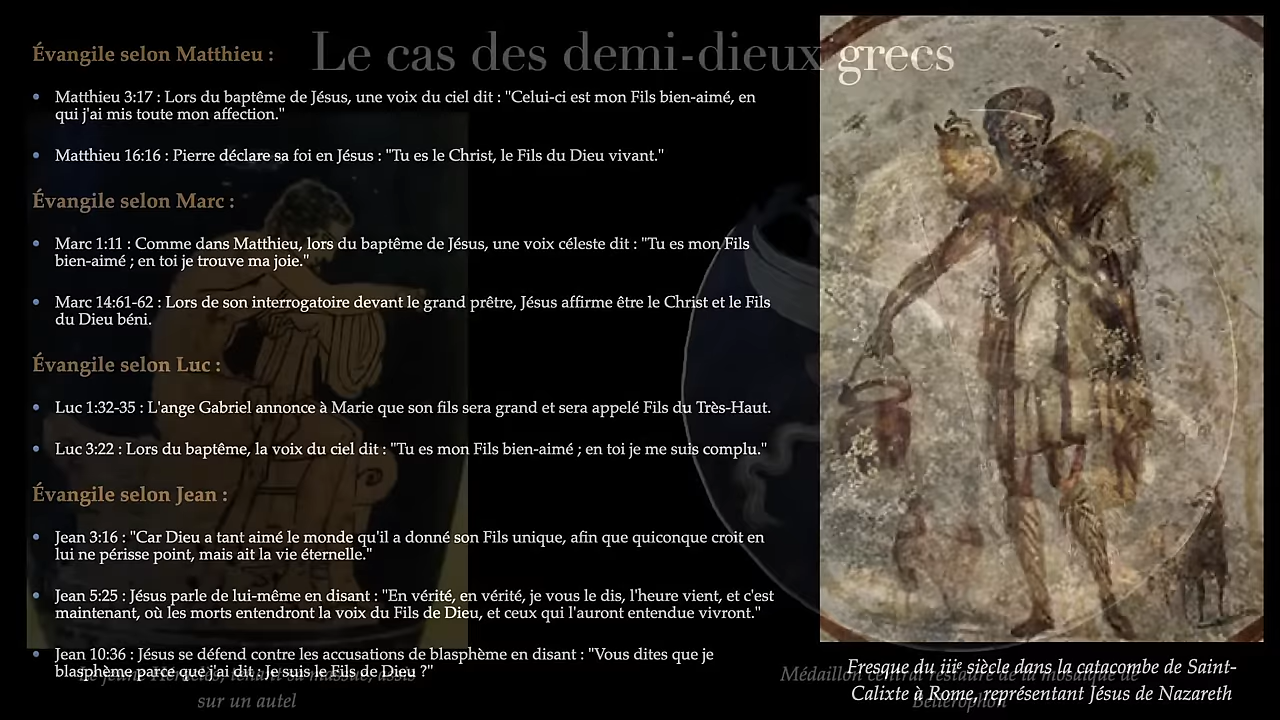 Le cas des demi-dieux grecs
Évangile selon Matthieu :
• Matthieu 3:17 : Lors du baptême de Jésus, une voix du ciel dit : "Celui-ci est mon Fils bien-aimé, en
qui j'ai mis toute mon affection."
• Matthieu 16:16 : Pierre déclare sa foi en Jésus : "Tu es le Christ, le Fils du Dieu vivant."
Évangile selon Marc :
• Marc 1:11 : Comme dans Matthieu, lors du baptême de Jésus, une voix céleste dit : "Tu es mon Fils
bien-aimé ; en toi je trouve ma joie."
• Marc 14:61-62 : Lors de son interrogatoire devant le grand prêtre, Jésus affirme être le Christ et le Fils
du Dieu béni.
Évangile selon Luc :
• Luc 1:32-35 : L'ange Gabriel annonce à Marie que son fils sera grand et sera appelé Fils du Très-Haut.
• Luc 3:22 : Lors du baptême, la voix du ciel dit : "Tu es mon Fils bien-aimé ; en toi je me suis complu."
Évangile selon Jean :
• Jean 3:16 : "Car Dieu a tant aimé le monde qu'il a donné son Fils unique, afin que quiconque croit en
lui ne périsse point, mais ait la vie éternelle."
• Jean 5:25 : Jésus parle de lui-même en disant : "En vérité, en vérité, je vous le dis, l'heure vient, et c'est
maintenant, où les morts entendront la voix du Fils de Dieu, et ceux qui l'auront entendue vivront."
• Jean 10:36 : Jésus se défend contre les accusations de blasphème en disant : "Vous dites que je
blasphème parce que j'ai dit : Je suis le Fils de Dieu ?"
sur un autel
Médaillon central restauré de la mosaïque de
Bellérophon
Fresque du iiie siècle dans la catacombe de Saint-
Calixte à Rome, représentant Jésus de Nazareth